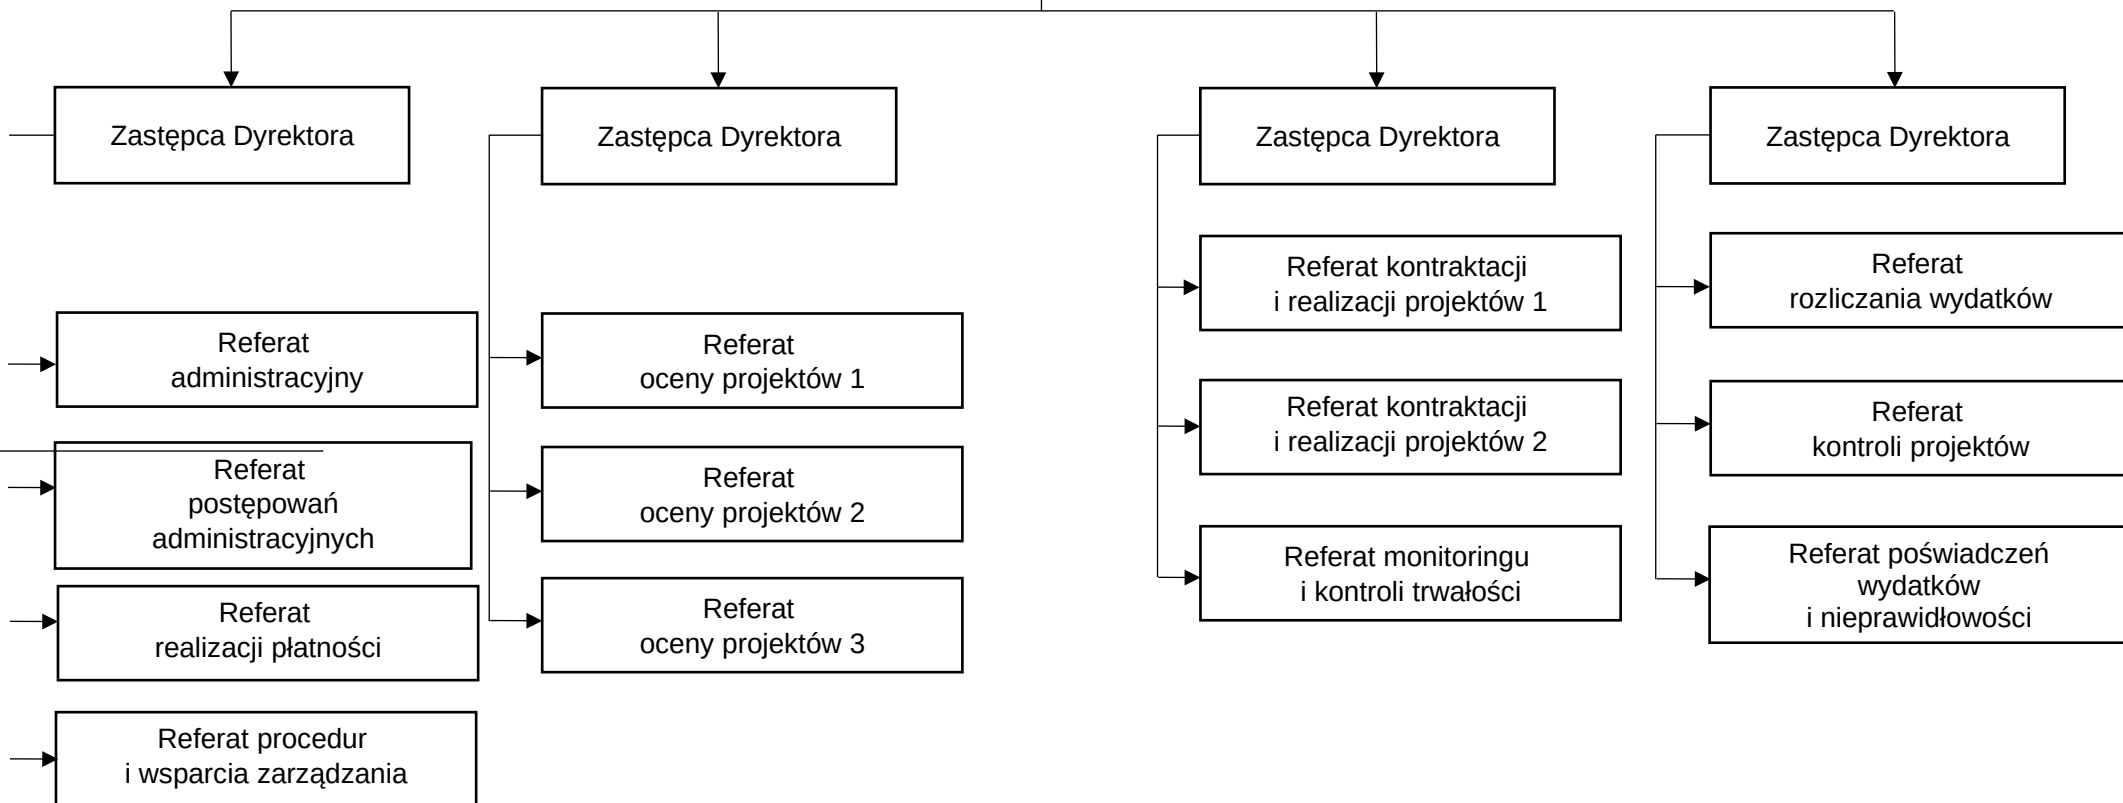 Zastępca Dyrektora
Zastępca Dyrektora
Zastępca Dyrektora
Zastępca Dyrektora
Referat
administracyjny
Referat
postępowań
administracyjnych
Referat
realizacji płatności
Referat procedur
i wsparcia zarządzania
Referat
oceny projektów 1
Referat
oceny projektów 2
Referat
oceny projektów 3
Referat kontraktacji
i realizacji projektów 1
Referat kontraktacji
i realizacji projektów 2
Referat monitoringu
i kontroli trwałości
Referat
rozliczania wydatków
Referat
kontroli projektów
Referat poświadczeń
wydatków
i nieprawidłowości